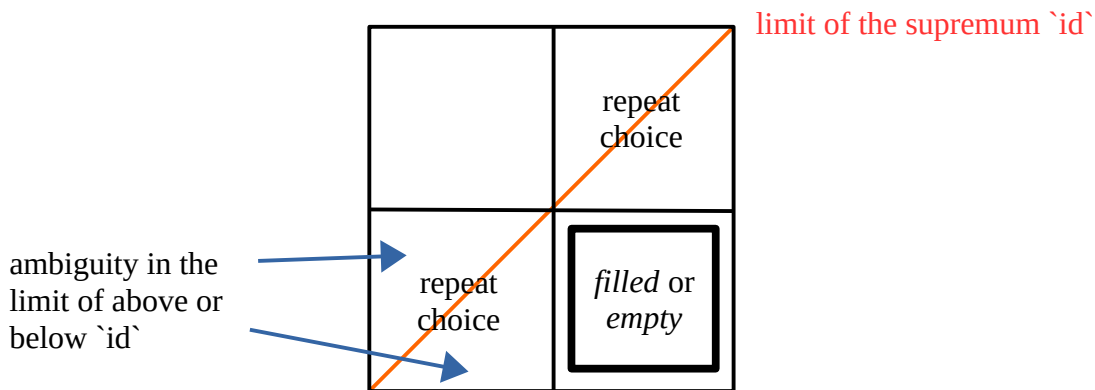 limit of the supremum `id`
repeat
choice
ambiguity in the
limit of above or
below `id`
repeat
choice
filled or
empty